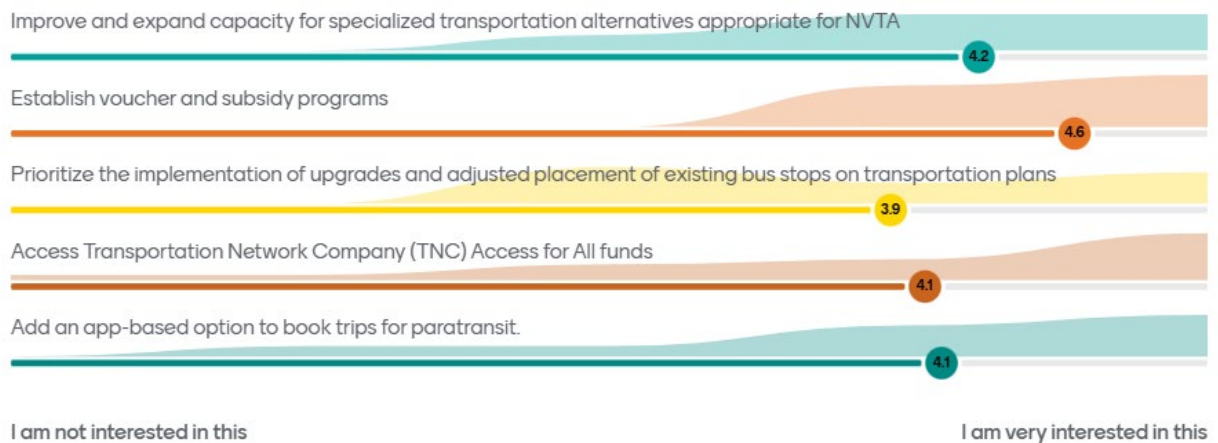 Improve and expand capacity for specialized transportation alternatives appropriate for NVTA
4.2
Establish voucher and subsidy programs
4.6
Prioritize the implementation of upgrades and adjusted placement of existing bus stops on transportation plans
3.9
Access Transportation Network Company (TNC) Access for All funds
4.1
Add an app-based option to book trips for paratransit.
4.1
I am not interested in this
I am very interested in this